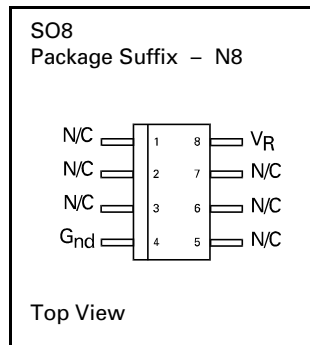 SO8
Package Suffix – N8
N/C 1 8 VR
N/C 2 7 N/C
N/C 3 6 N/C
Gnd 4 5 N/C
Top View